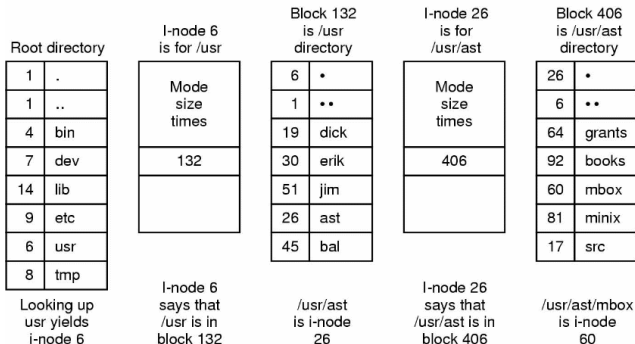 Root directory
1 .
1 ..
4 bin
7 dev
14 lib
9 etc
6 usr
8 tmp
Looking up
usr yields
i-node 6
I-node 6
is for /usr
Mode
size
times
132
I-node 6
says that
/usr is in
block 132
Block 132
is /usr
directory
6 •
1 ••
19 dick
30 erik
51 jim
26 ast
45 bal
/usr/ast
is i-node
26
I-node 26
is for
/usr/ast
Mode
size
times
406
I-node 26
says that
/usr/ast is in
block 406
Block 406
is /usr/ast
directory
26 •
6 ••
64 grants
92 books
60 mbox
81 minix
17 src
/usr/ast/mbox
is i-node
60